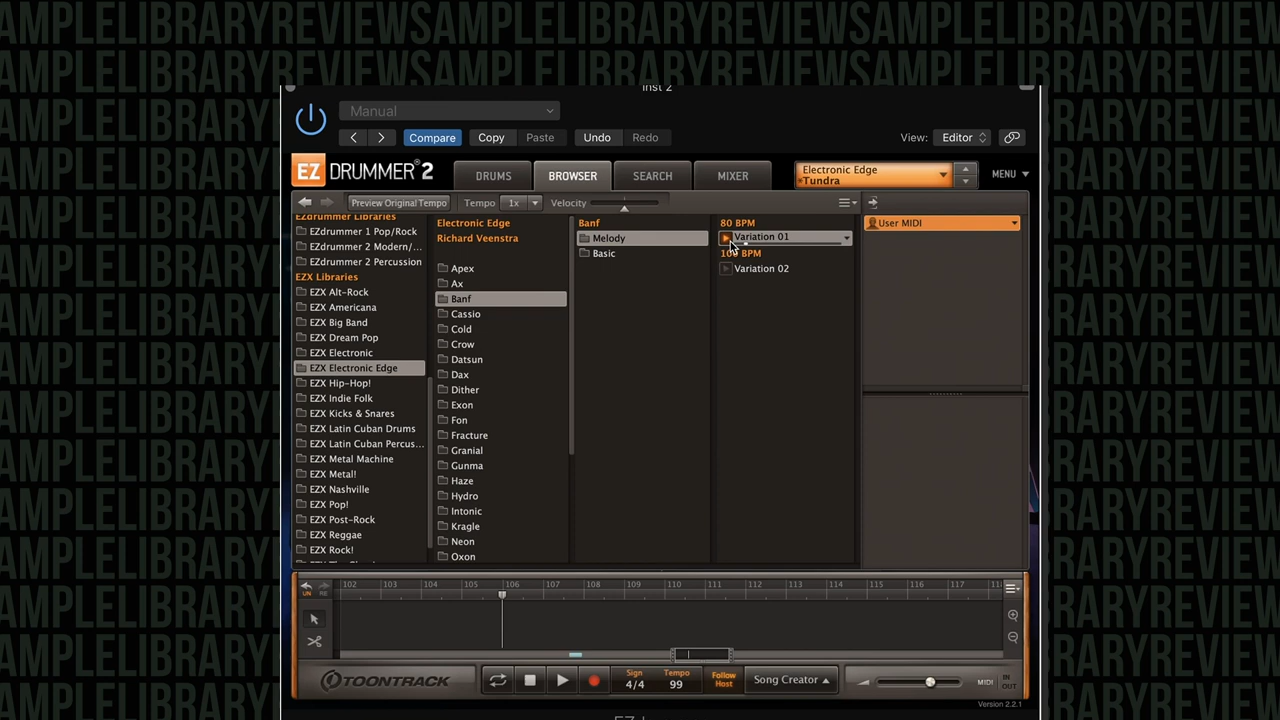 SAMPLELIBRARYREVIEW
Inst 2
Manual
Compare
Copy
Paste
Undo
Redo
View:
Editor
EZ DRUMMER® 2
DRUMS
BROWSER
SEARCH
MIXER
Electronic Edge
*Tundra
MENU
Preview Original Tempo
Tempo
1x
Velocity
EZdrummer Libraries
EZdrummer 1 Pop/Rock
EZdrummer 2 Modern/...
EZdrummer 2 Percussion
EZX Libraries
EZX Alt-Rock
EZX Americana
EZX Big Band
EZX Dream Pop
EZX Electronic
EZX Electronic Edge
EZX Hip-Hop!
EZX Indie Folk
EZX Kicks & Snares
EZX Latin Cuban Drums
EZX Latin Cuban Percus...
EZX Metal Machine
EZX Metal!
EZX Nashville
EZX Pop!
EZX Post-Rock
EZX Reggae
EZX Rock!
Electronic Edge
Richard Veenstra
Apex
Ax
Banf
Cassio
Cold
Crow
Datsun
Dax
Dither
Exon
Fon
Fracture
Granial
Gunma
Haze
Hydro
Intonic
Kragle
Neon
Oxon
Banf
Melody
Basic
80 BPM
Variation 01
BPM
Variation 02
User MIDI
UN RE
102 103 104 105 106 107 108 109 110 111 112 113 114 115 116 117
TOONTRACK
Sign
4/4
Tempo
99
Follow
Host
Song Creator
MIDI
IN
OUT
Version 2.2.1